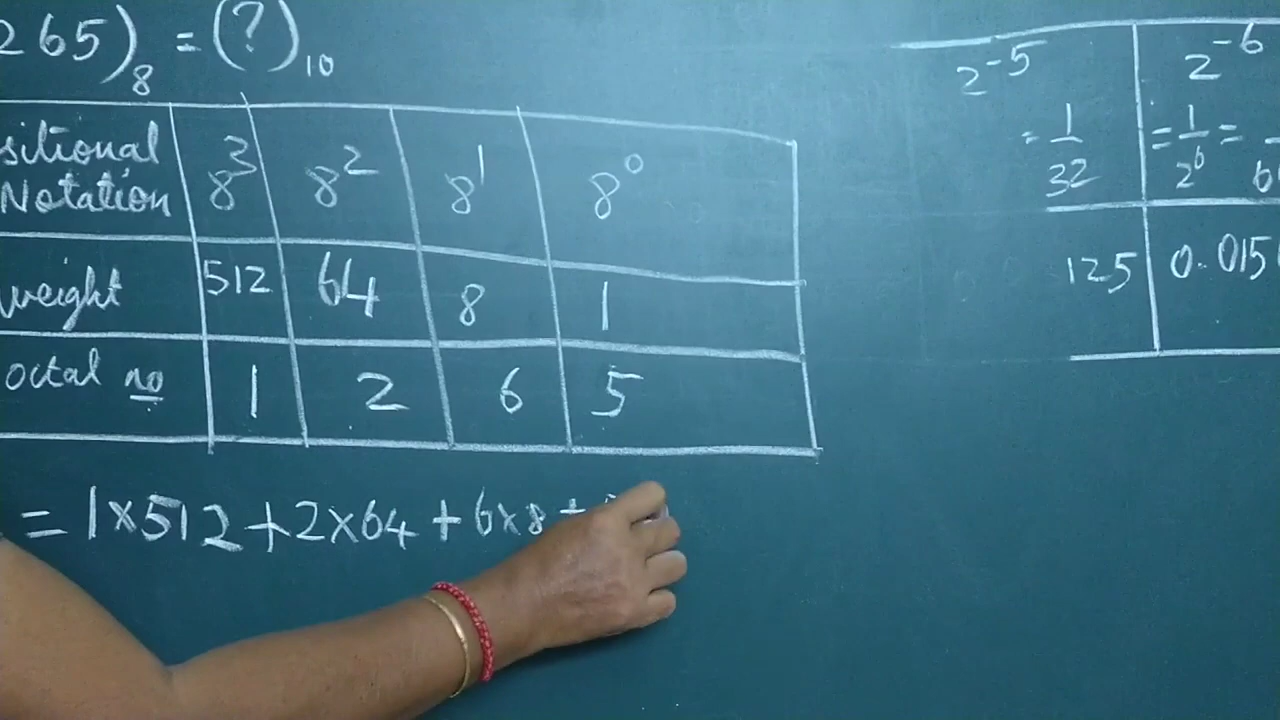 265)₈ = (?)₁₀
sitional Notation 8³ 8² 8¹ 8⁰
weight 512 64 8 1
octal no 1 2 6 5
= 1×512 + 2×64 + 6×8 +
2⁻⁵ 2⁻⁶
= 1/32 = 1/2⁶ =
125 0.015